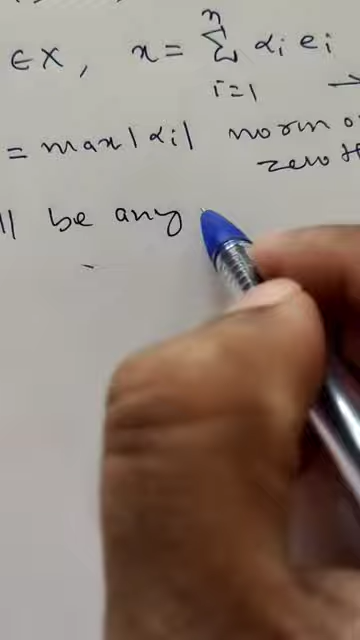 ∈ X, x = ∑_{i=1}^{n} αᵢ eᵢ
= max |αᵢ| norm o
zero
ll be any